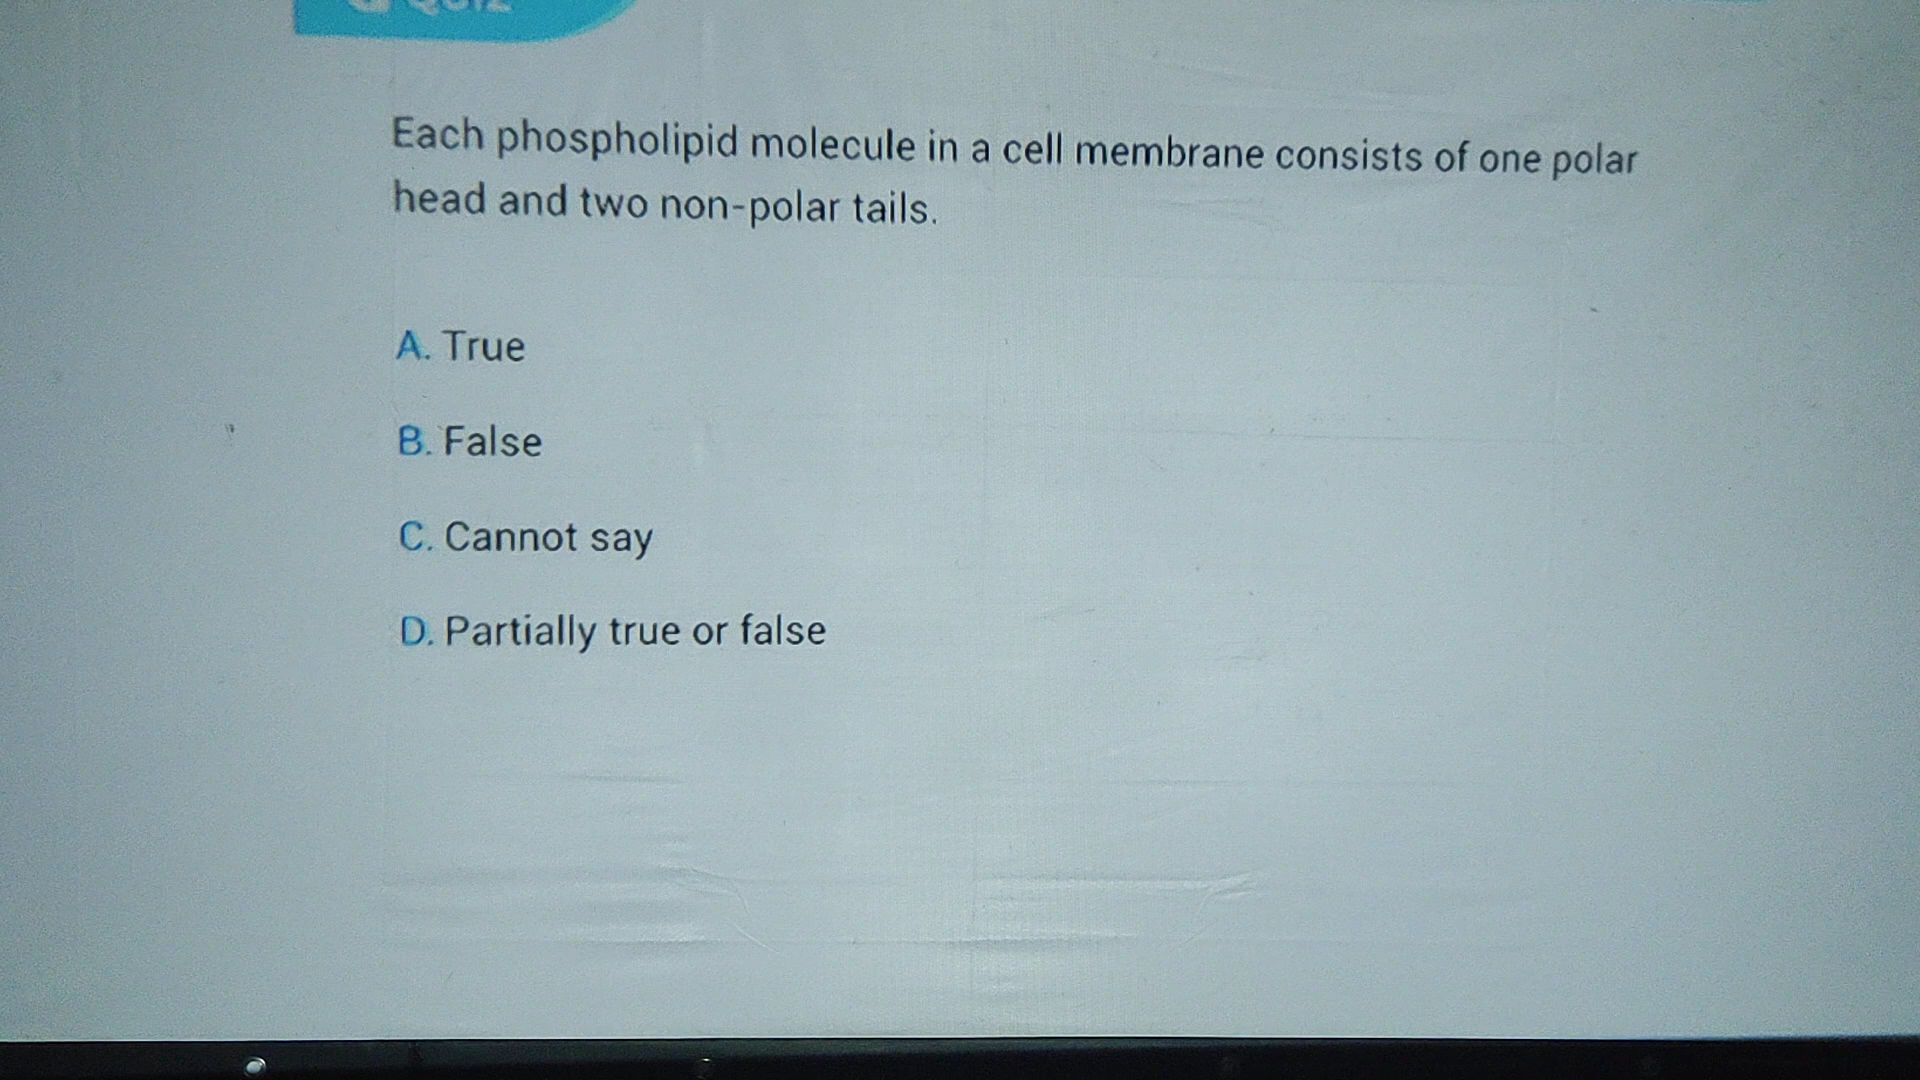 QUIZ
Each phospholipid molecule in a cell membrane consists of one polar
head and two non-polar tails.
A. True
B. False
C. Cannot say
D. Partially true or false